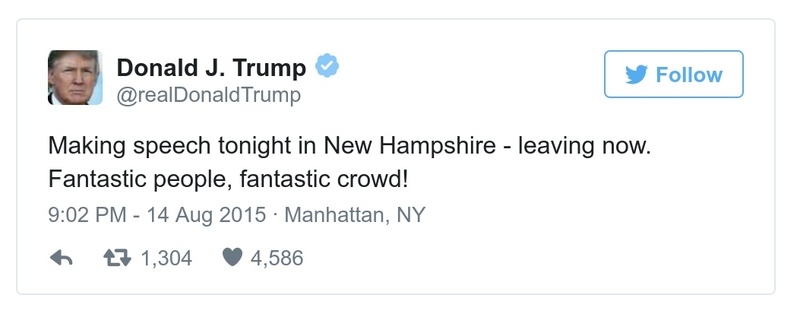 Donald J. Trump
@realDonaldTrump
Follow
Making speech tonight in New Hampshire - leaving now.
Fantastic people, fantastic crowd!
9:02 PM - 14 Aug 2015 · Manhattan, NY
1,304 4,586